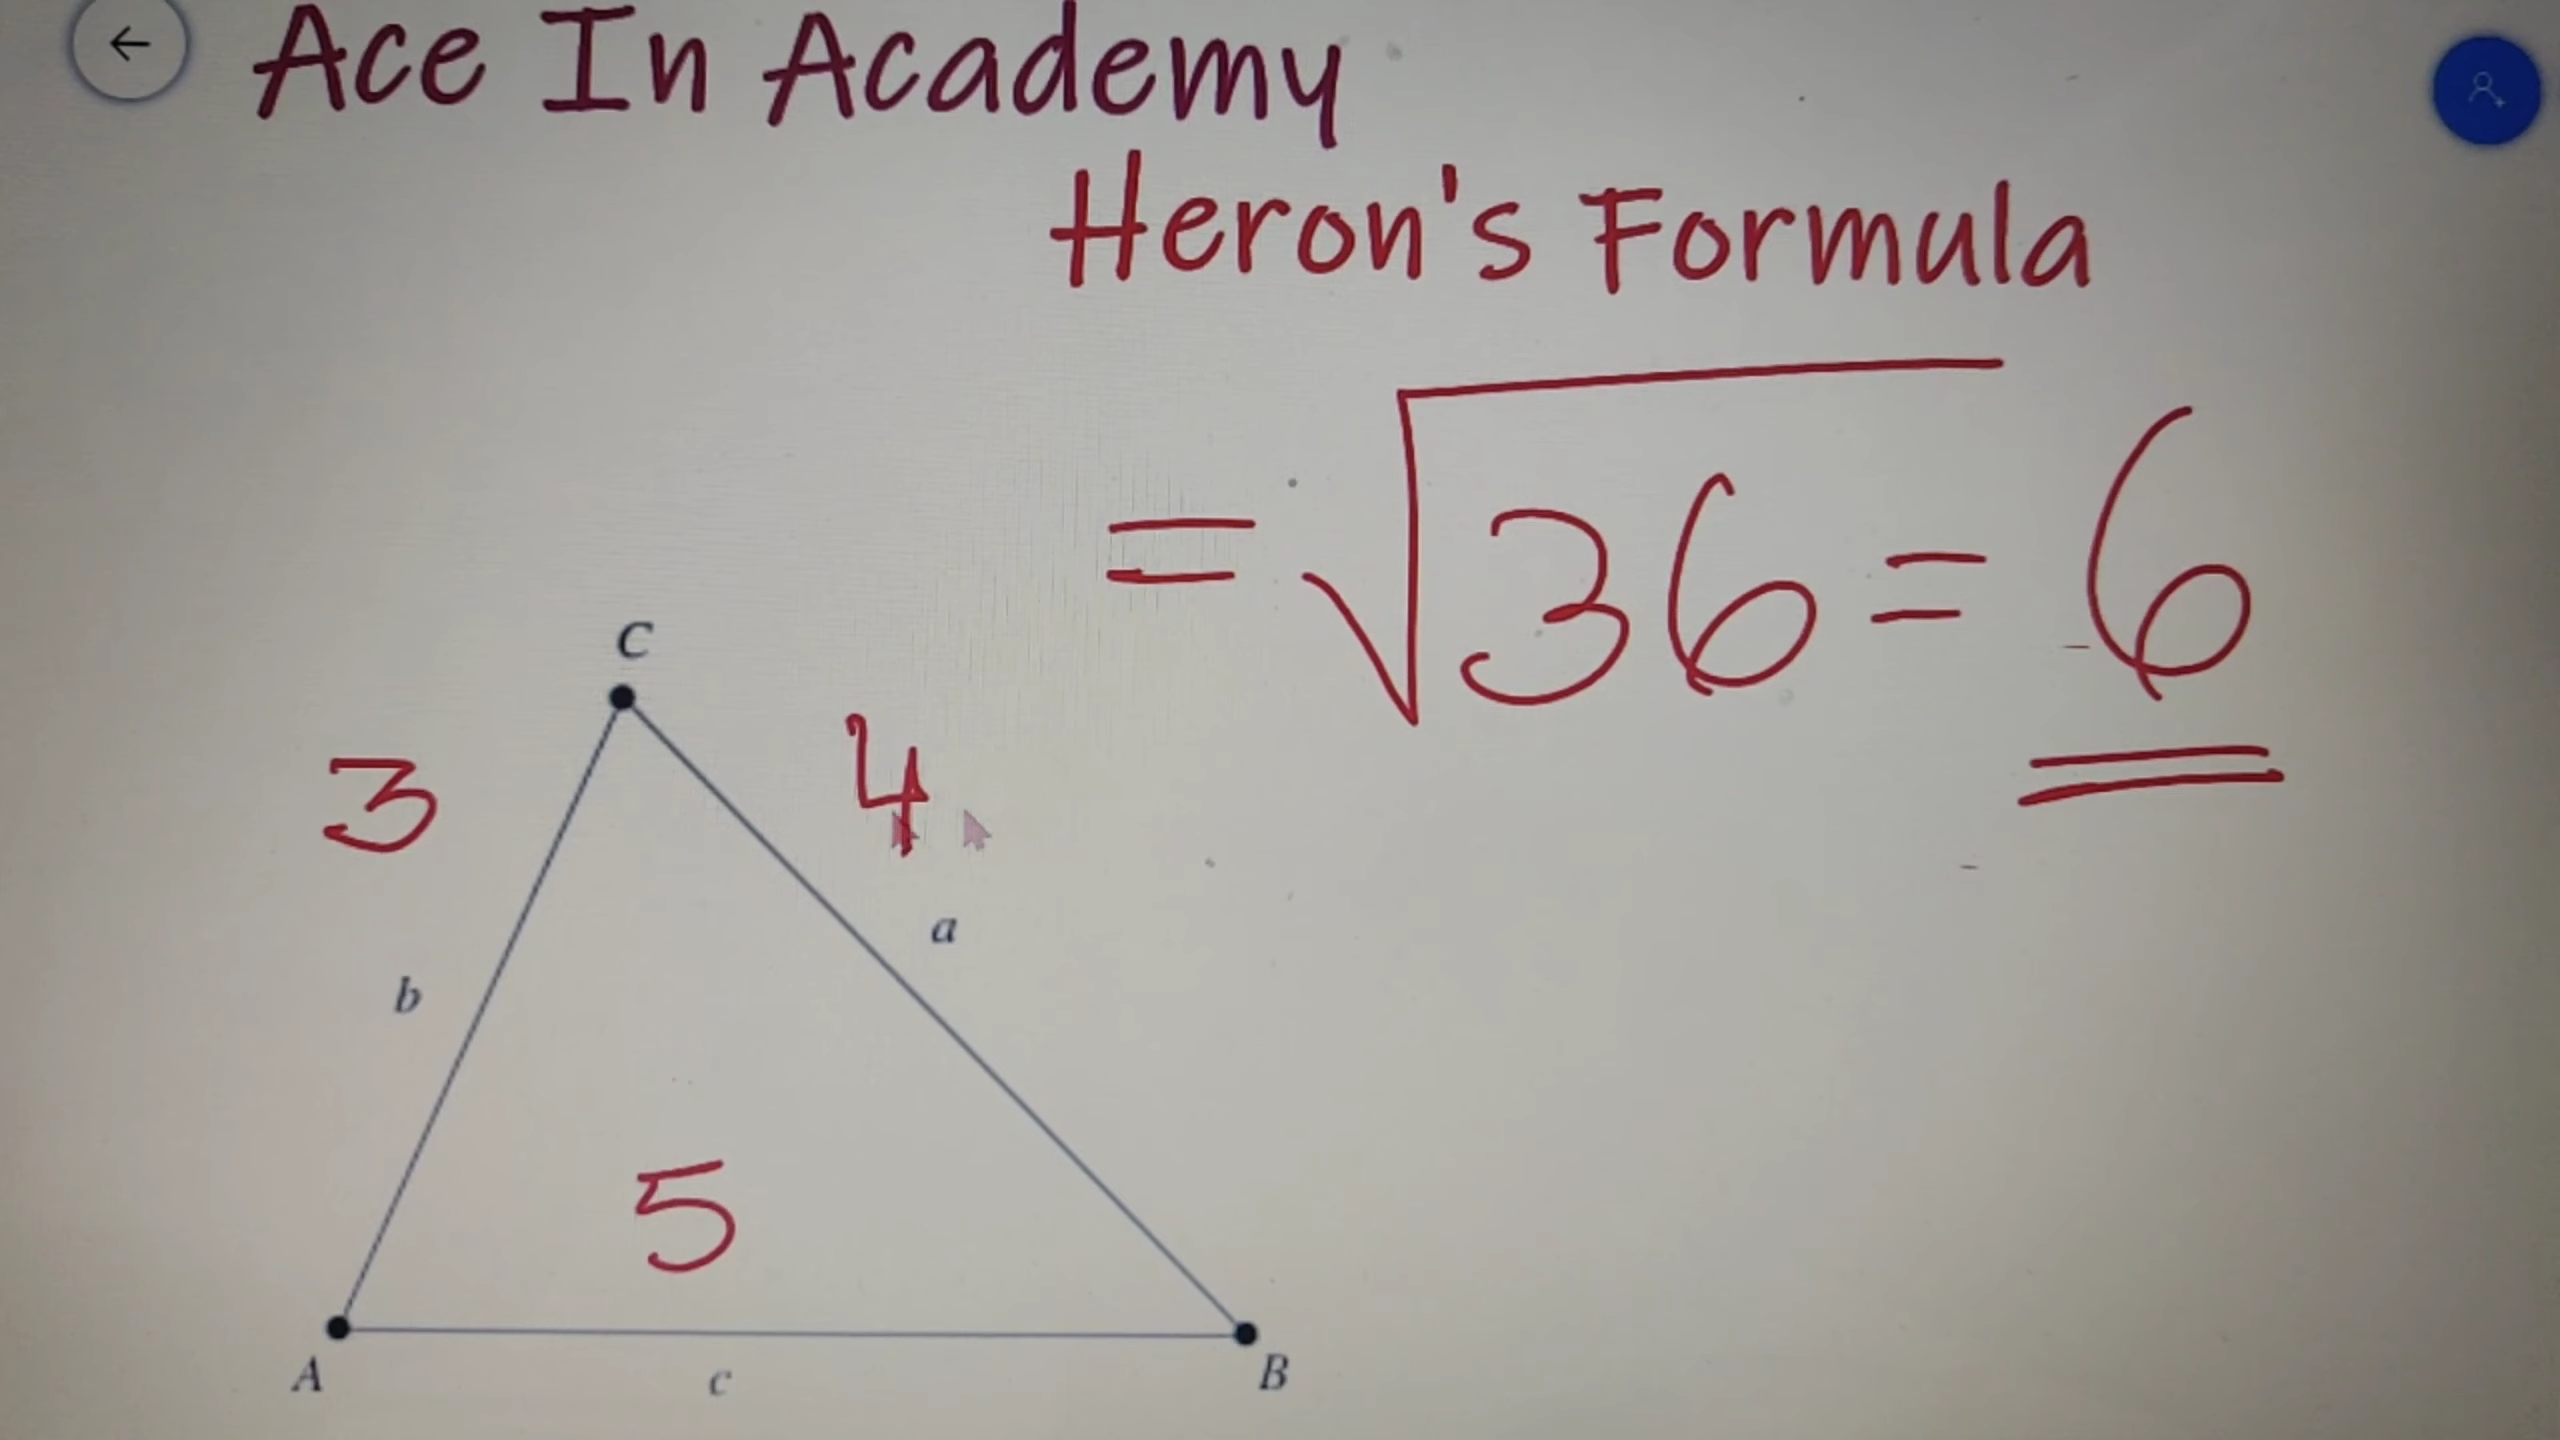 Ace In Academy
Heron's Formula
= √36 = 6
C
3
4
a
b
5
A
c
B